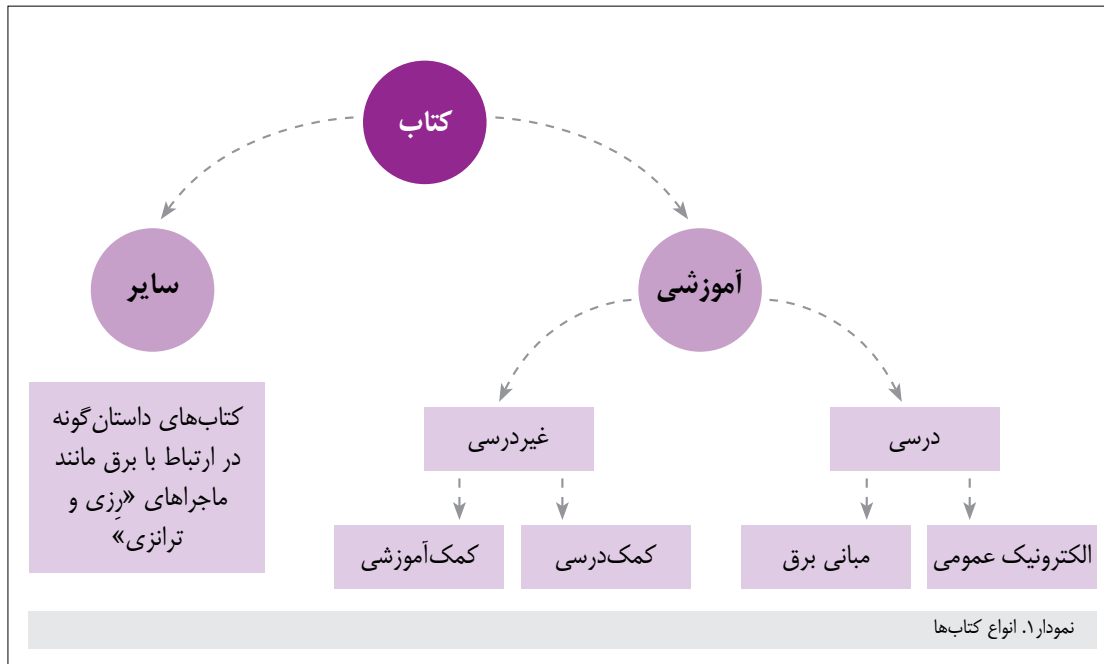 کتاب
آموزشی
سایر
درسی
غیردرسی
الکترونیک عمومی
مبانی برق
کمک‌درسی
کمک‌آموزشی
کتاب‌های داستان‌گونه
در ارتباط با برق مانند
ماجراهای «رِزی و
ترانزی»
نمودار۱. انواع کتاب‌ها